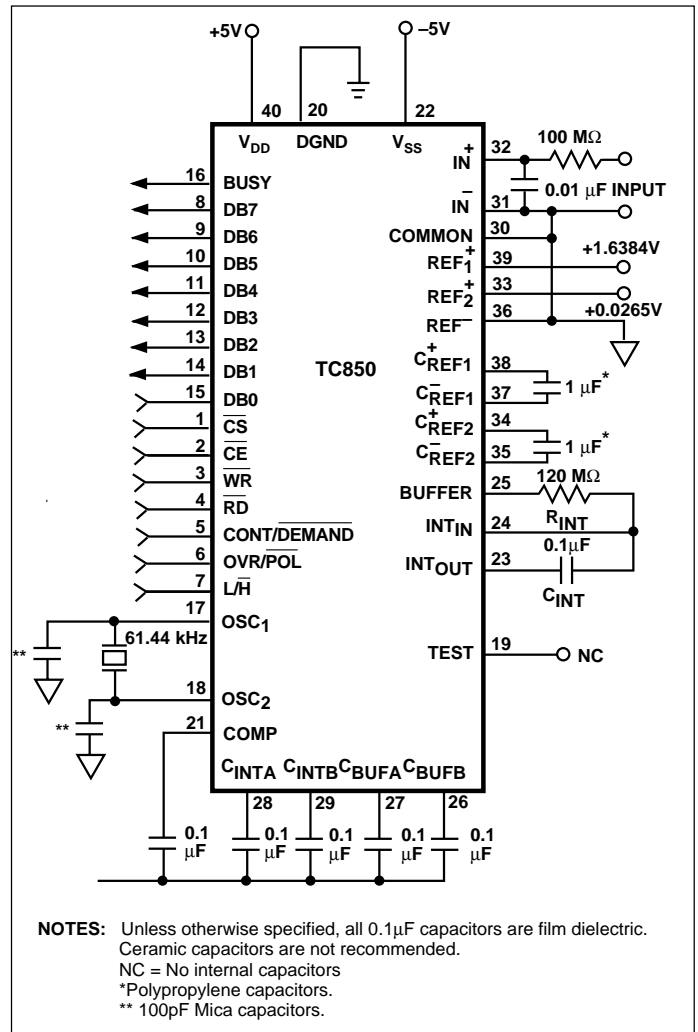 +5V
–5V
40
20
22
VDD
DGND
VSS
16 BUSY
8 DB7
9 DB6
10 DB5
11 DB4
12 DB3
13 DB2
14 DB1
15 DB0
1 CS
2 CE
3 WR
4 RD
5 CONT/DEMAND
6 OVR/POL
7 L/H
17 OSC1
61.44 kHz
**
18 OSC2
**
21 COMP
TC850
IN+ 32
100 MΩ
0.01 µF INPUT
IN– 31
COMMON 30
REF1+ 39
+1.6384V
REF2+ 33
+0.0265V
REF– 36
C+REF1 38
1 µF*
C–REF1 37
C+REF2 34
1 µF*
C–REF2 35
BUFFER 25
120 MΩ
RINT
INTIN 24
0.1µF
INTOUT 23
CINT
TEST 19
NC
CINTA CINTB CBUFA CBUFB
28 29 27 26
0.1 0.1 0.1 0.1 0.1
µF µF µF µF µF
NOTES: Unless otherwise specified, all 0.1µF capacitors are film dielectric.
Ceramic capacitors are not recommended.
NC = No internal capacitors
*Polypropylene capacitors.
** 100pF Mica capacitors.